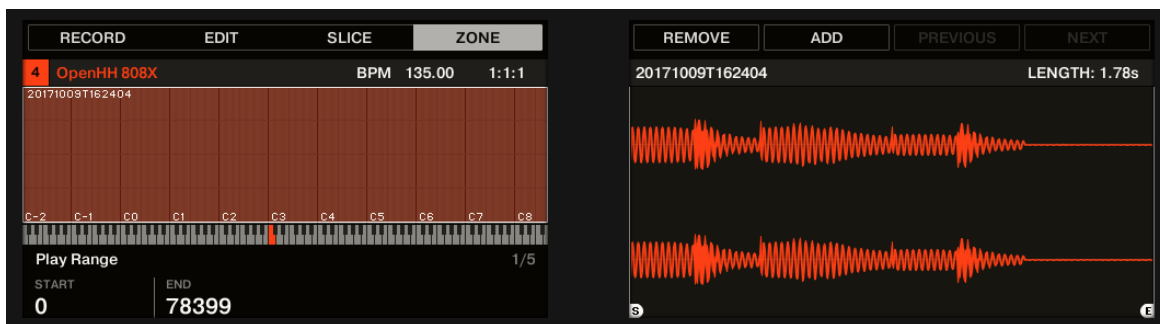 RECORD EDIT SLICE ZONE
4 OpenHH 808X BPM 135.00 1:1:1
20171009T162404
C-2 C-1 C0 C1 C2 C3 C4 C5 C6 C7 C8
Play Range 1/5
START END
0 78399
REMOVE ADD PREVIOUS NEXT
20171009T162404 LENGTH: 1.78s
S E